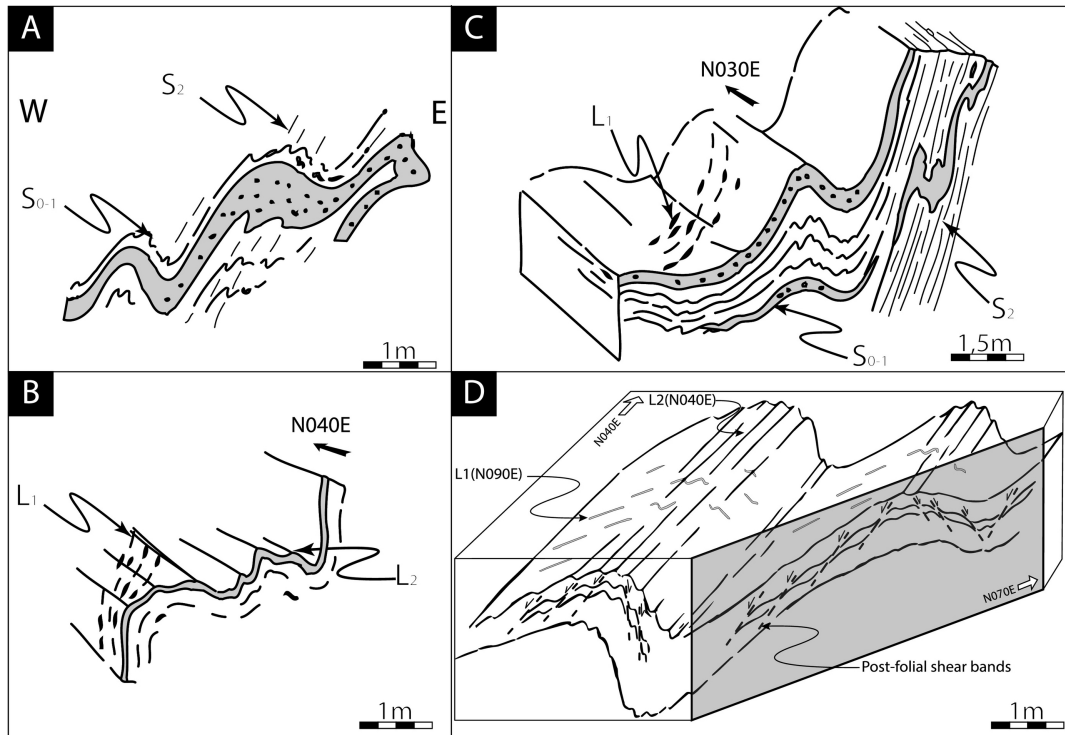 A
S2
W
E
S0-1
1m
C
N030E
L1
S2
S0-1
1,5m
B
N040E
L1
L2
1m
D
L2(N040E)
N040E
L1(N090E)
N070E
Post-folial shear bands
1m